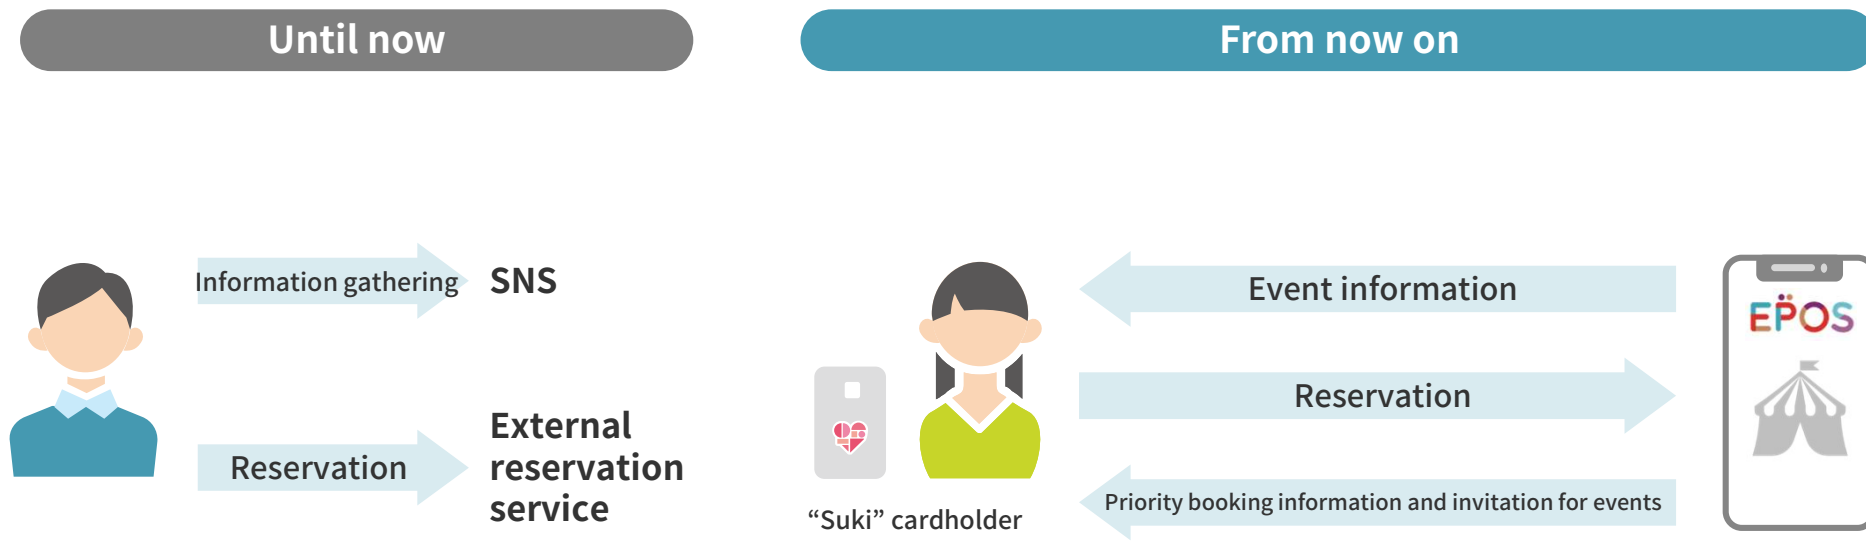 Until now
From now on
Information gathering
SNS
Reservation
External
reservation
service
Event information
Reservation
Priority booking information and invitation for events
“Suki” cardholder
EPOS